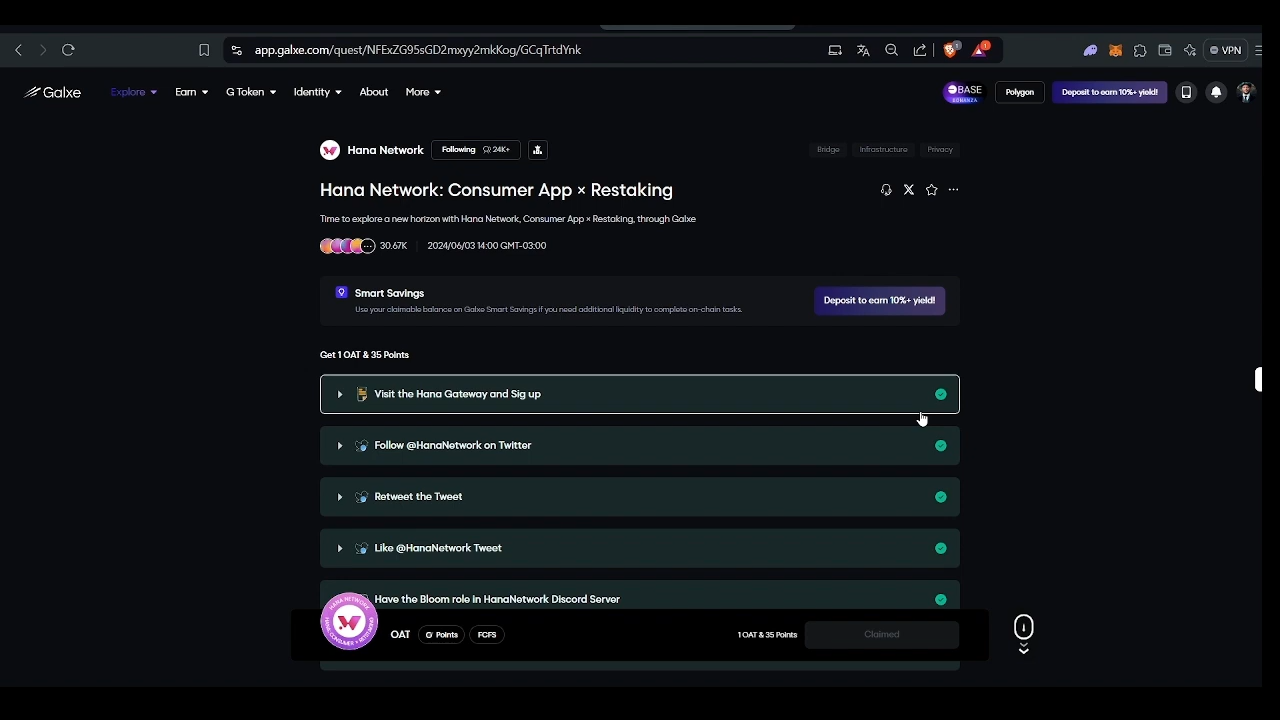 app.galxe.com/quest/NFExZG95sGD2mxyy2mkKog/GCqTrtdYnk
1
1
VPN
Galxe
Explore
Earn
G Token
Identity
About
More
BASE
BONANZA
Polygon
Deposit to earn 10%+ yield!
Hana Network
Following 24K+
Bridge
Infrastructure
Privacy
Hana Network: Consumer App × Restaking
Time to explore a new horizon with Hana Network, Consumer App × Restaking, through Galxe
30.67K
2024/06/03 14:00 GMT-03:00
Smart Savings
Use your claimable balance on Galxe Smart Savings if you need additional liquidity to complete on-chain tasks.
Deposit to earn 10%+ yield!
Get 1 OAT & 35 Points
Visit the Hana Gateway and Sig up
Follow @HanaNetwork on Twitter
Retweet the Tweet
Like @HanaNetwork Tweet
Have the Bloom role in HanaNetwork Discord Server
HANA NETWORK
OAT
Points
FCFS
1 OAT & 35 Points
Claimed